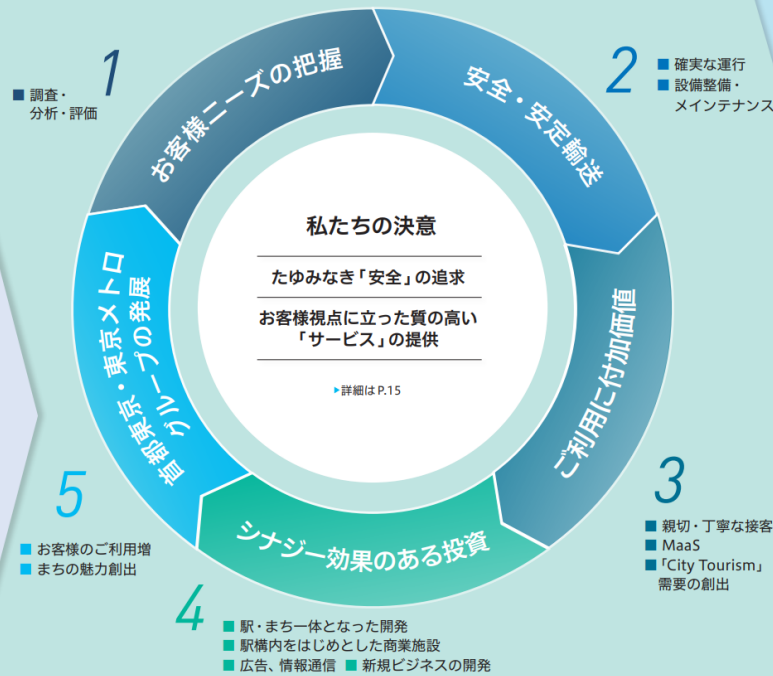 1
お客様ニーズの把握
■ 調査・
分析・評価
2
安全・安定輸送
■ 確実な運行
■ 設備整備・
メインテナンス
私たちの決意
たゆみなき「安全」の追求
お客様視点に立った質の高い
「サービス」の提供
▶詳細はP.15
3
ご利用に付加価値
■ 親切・丁寧な接客
■ MaaS
■「City Tourism」
需要の創出
4
シナジー効果のある投資
■ 駅・まち一体となった開発
■ 駅構内をはじめとした商業施設
■ 広告、情報通信 ■ 新規ビジネスの開発
5
首都東京・東京メトロ
グループの発展
■ お客様のご利用増
■ まちの魅力創出